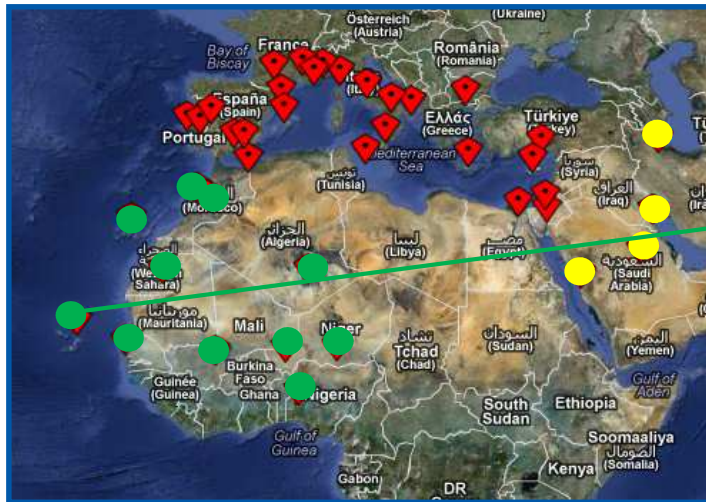 Österreich
(Austria)
Ukraine)
Bay of
Biscay
France
România
(Romania)
España
(Spain)
Portugal
Ελλάς
(Greece)
Türkiye
Mediterranean
Sea
تونس
(Tunisia)
سوريا
(Syria)
العراق
(Iraq)
الجزائر
(Algeria)
ليبيا
(Libya)
مصر
(Egypt)
السعودية
(Saudi
Arabia)
الصحراء
Sahara)
موريتانيا
(Mauritania)
Mali
Niger
تشاد
Tchad
(Chad)
السودان
(Sudan)
اليمن
(Yemen)
Burkina
Faso
Guinée
(Guinea)
Ghana
Nigeria
Gulf of
Aden
South
Sudan
Ethiopia
Gulf of
Guinea
Soomaaliya
الصومال
(Somalia)
Kenya
Gabon
DR